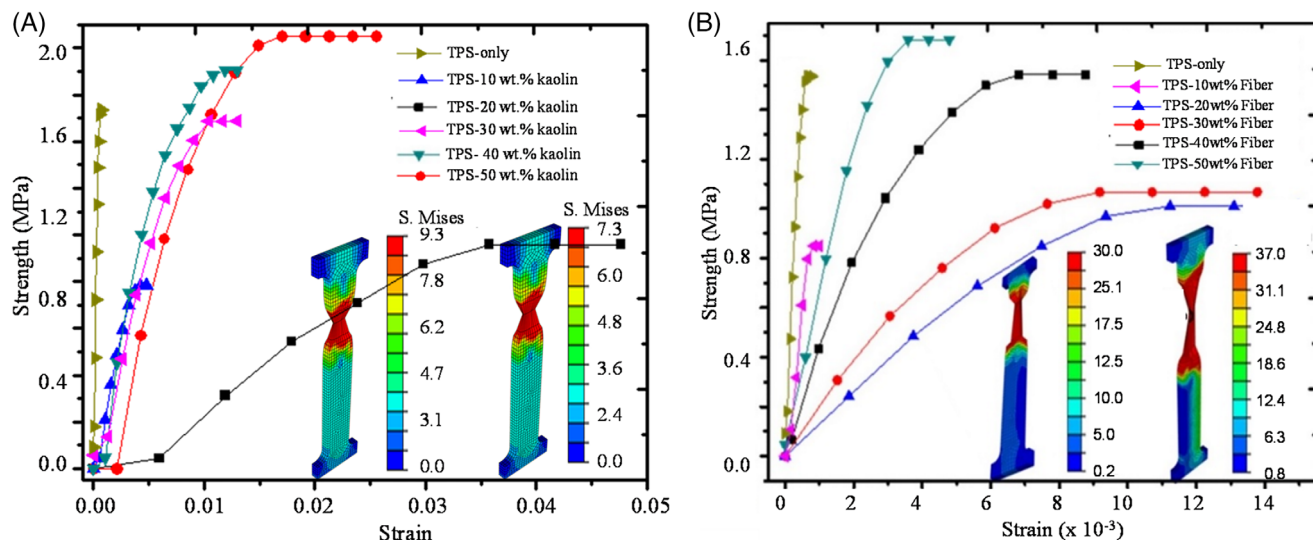 (A)
Strength (MPa)
2.0
1.6
1.2
0.8
0.4
0.0
TPS-only
TPS-10 wt.% kaolin
TPS-20 wt.% kaolin
TPS-30 wt.% kaolin
TPS- 40 wt.% kaolin
TPS-50 wt.% kaolin
S. Mises
9.3
7.8
6.2
4.7
3.1
0.0
7.3
6.0
4.8
3.6
2.4
0.0
0.00 0.01 0.02 0.03 0.04 0.05
Strain
(B)
Strength (MPa)
1.6
1.2
0.8
0.4
0.0
TPS-only
TPS-10wt% Fiber
TPS-20wt% Fiber
TPS-30wt% Fiber
TPS-40wt% Fiber
TPS-50wt% Fiber
30.0
25.1
17.5
12.5
10.0
5.0
0.2
37.0
31.1
24.8
18.6
12.4
6.3
0.8
0 2 4 6 8 10 12 14
Strain (x 10⁻³)